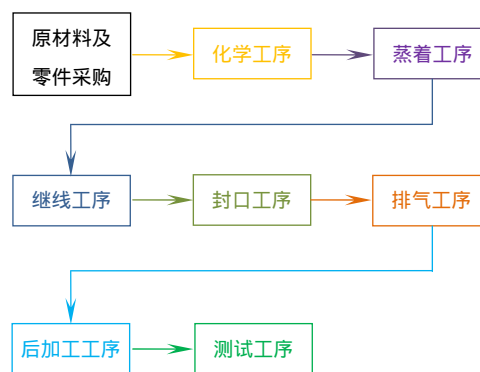 原材料及
零件采购
化学工序
蒸着工序
继线工序
封口工序
排气工序
后加工工序
测试工序